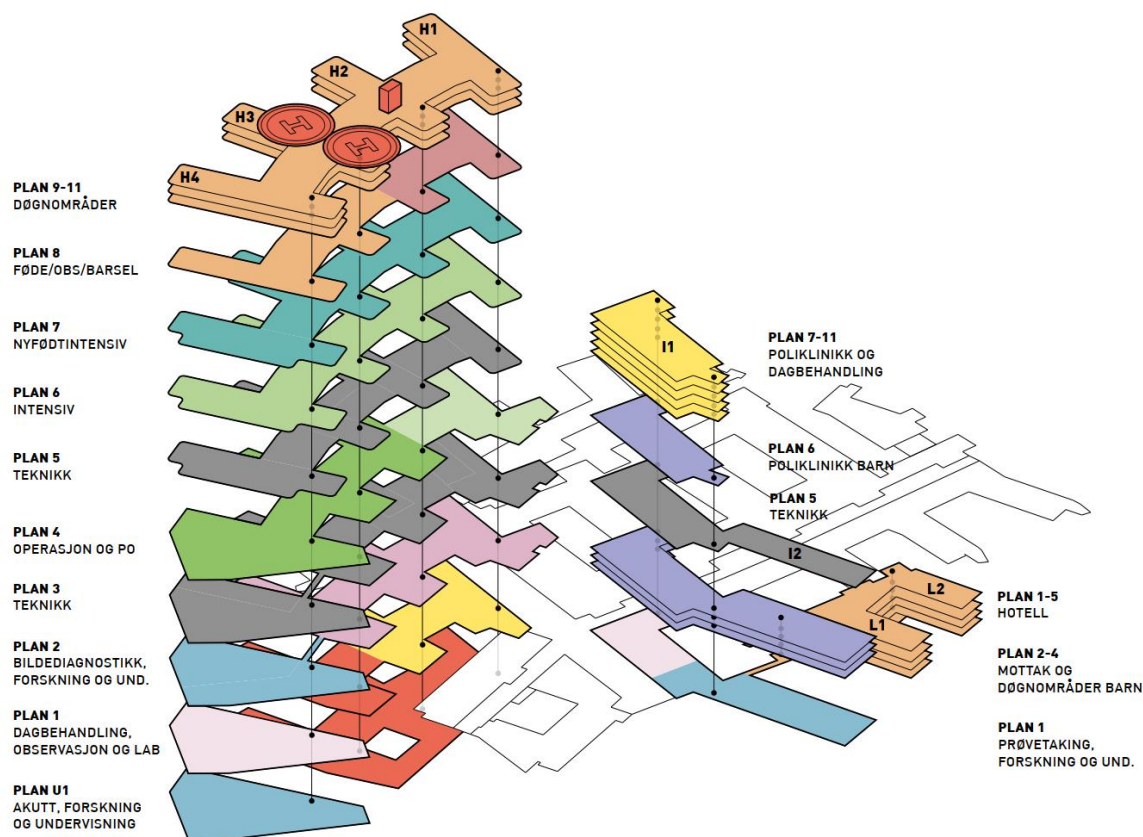 H1
H2
H3
H4
H
H
PLAN 9-11
DØGNOMRÅDER
PLAN 8
FØDE/OBS/BARSEL
PLAN 7
NYFØDTINTENSIV
PLAN 6
INTENSIV
PLAN 5
TEKNIKK
PLAN 4
OPERASJON OG PO
PLAN 3
TEKNIKK
PLAN 2
BILDEDIAGNOSTIKK,
FORSKNING OG UND.
PLAN 1
DAGBEHANDLING,
OBSERVASJON OG LAB
PLAN U1
AKUTT, FORSKNING
OG UNDERVISNING
I1
PLAN 7-11
POLIKLINIKK OG
DAGBEHANDLING
PLAN 6
POLIKLINIKK BARN
PLAN 5
TEKNIKK
I2
L2
L1
PLAN 1-5
HOTELL
PLAN 2-4
MOTTAK OG
DØGNOMRÅDER BARN
PLAN 1
PRØVETAKING,
FORSKNING OG UND.